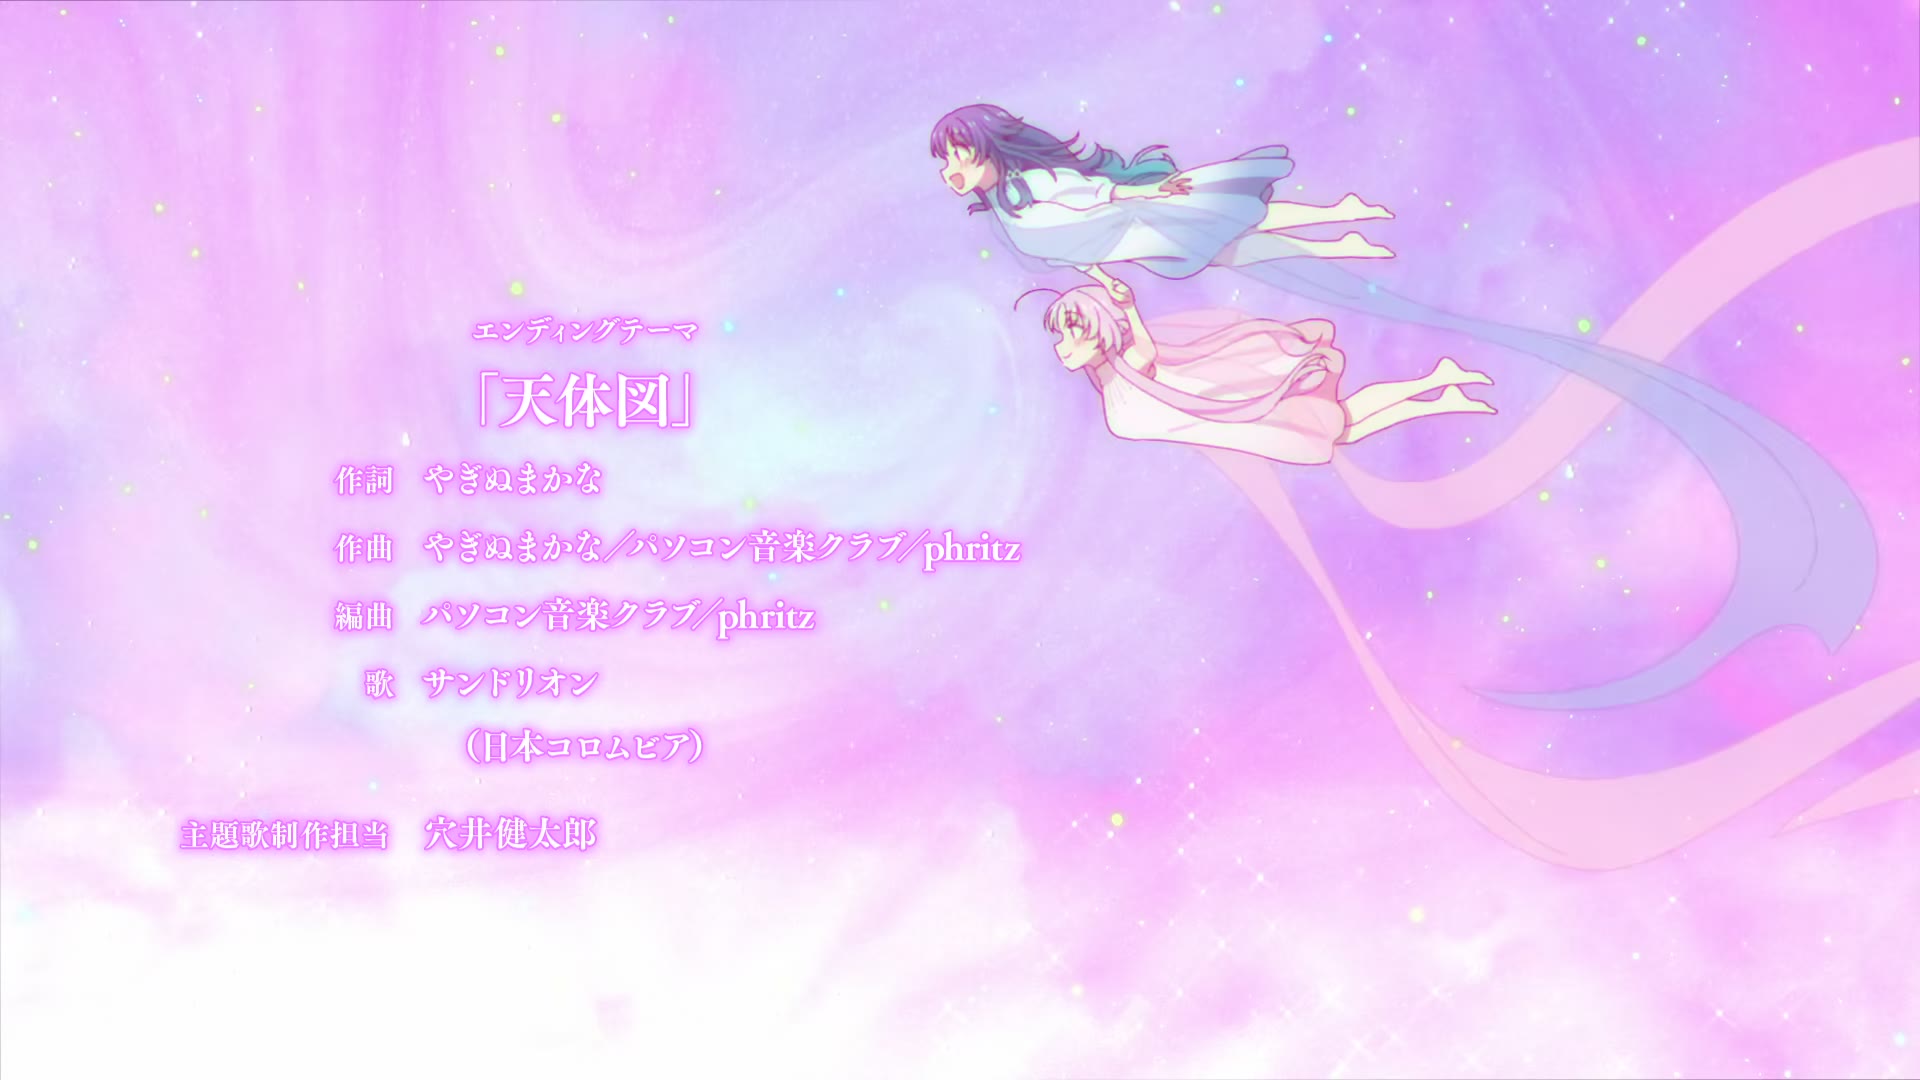 エンディングテーマ
「天体図」
作詞 やぎぬまかな
作曲 やぎぬまかな／パソコン音楽クラブ／phritz
編曲 パソコン音楽クラブ／phritz
歌 サンドリオン
（日本コロムビア）
主題歌制作担当 穴井健太郎